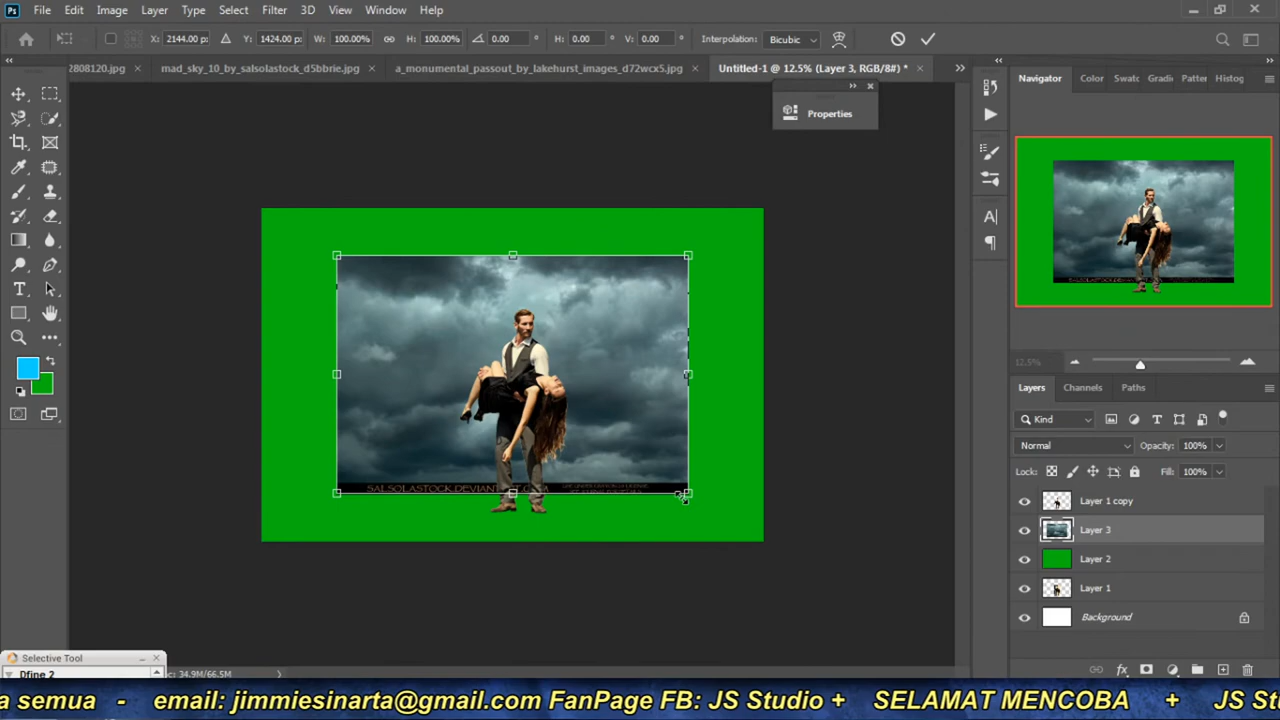 Ps File Edit Image Layer Type Select Filter 3D View Window Help
X: 2144.00 px Y: 1424.00 px W: 100.00% H: 100.00% 0.00 ° H: 0.00 ° V: 0.00 ° Interpolation: Bicubic
2808120.jpg × mad_sky_10_by_salsolastock_d5bbrie.jpg × a_monumental_passout_by_lakehurst_images_d72wcx5.jpg × Untitled-1 @ 12.5% (Layer 3, RGB/8#) * ×
Navigator Color Swatc Gradi Patter Histog
Properties
12.5%
Layers Channels Paths
Kind
Normal Opacity: 100%
Lock: Fill: 100%
Layer 1 copy
Layer 3
Layer 2
Layer 1
Background
SALSOLASTOCK.DEVIANTART.COM
Selective Tool
Dfine 2
c: 34.9M/66.5M
a semua - email: jimmiesinarta@gmail.com FanPage FB: JS Studio + SELAMAT MENCOBA + JS St